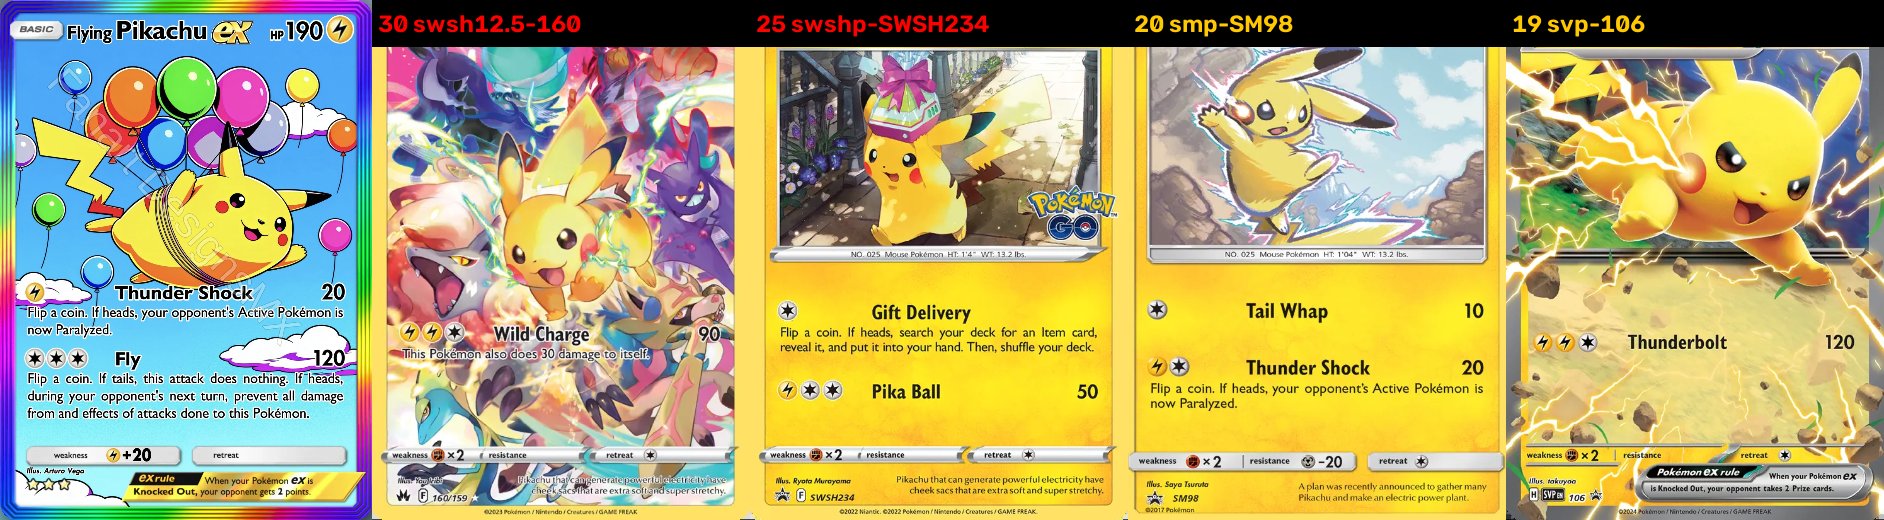 BASIC Flying Pikachu ex HP 190
Thunder Shock 20
Flip a coin. If heads, your opponent's Active Pokémon is
now Paralyzed.
Fly 120
Flip a coin. If tails, this attack does nothing. If heads,
during your opponent's next turn, prevent all damage
from and effects of attacks done to this Pokémon.
weakness +20 retreat
Illus. Arturo Vega
ex rule When your Pokémon ex is
Knocked Out, your opponent gets 2 points.
30 swsh12.5-160
Wild Charge 90
This Pokémon also does 30 damage to itself.
weakness ×2 resistance retreat
Pikachu that can generate powerful electricity have
cheek sacs that are extra soft and super stretchy.
F 160/159
©2023 Pokémon / Nintendo / Creatures / GAME FREAK
25 swshp-SWSH234
Pokémon
GO
NO. 025 Mouse Pokémon HT: 1'4" WT: 13.2 lbs.
Gift Delivery
Flip a coin. If heads, search your deck for an Item card,
reveal it, and put it into your hand. Then, shuffle your deck.
Pika Ball 50
weakness ×2 resistance retreat
Illus. Ryota Murayama
Pikachu that can generate powerful electricity have
cheek sacs that are extra soft and super stretchy.
F SWSH234
©2022 Niantic. ©2022 Pokémon / Nintendo / Creatures / GAME FREAK.
20 smp-SM98
NO. 025 Mouse Pokémon HT: 1'04" WT: 13.2 lbs.
Tail Whap 10
Thunder Shock 20
Flip a coin. If heads, your opponent's Active Pokémon is
now Paralyzed.
weakness ×2 resistance -20 retreat
Illus. Saya Tsuruta
A plan was recently announced to gather many
Pikachu and make an electric power plant.
SM98
©2017 Pokémon
19 svp-106
Thunderbolt 120
weakness ×2 resistance retreat
Illus. takuyoa
Pokémon ex rule When your Pokémon ex
is Knocked Out, your opponent takes 2 Prize cards.
H SVP EN 106
©2024 Pokémon / Nintendo / Creatures / GAME FREAK